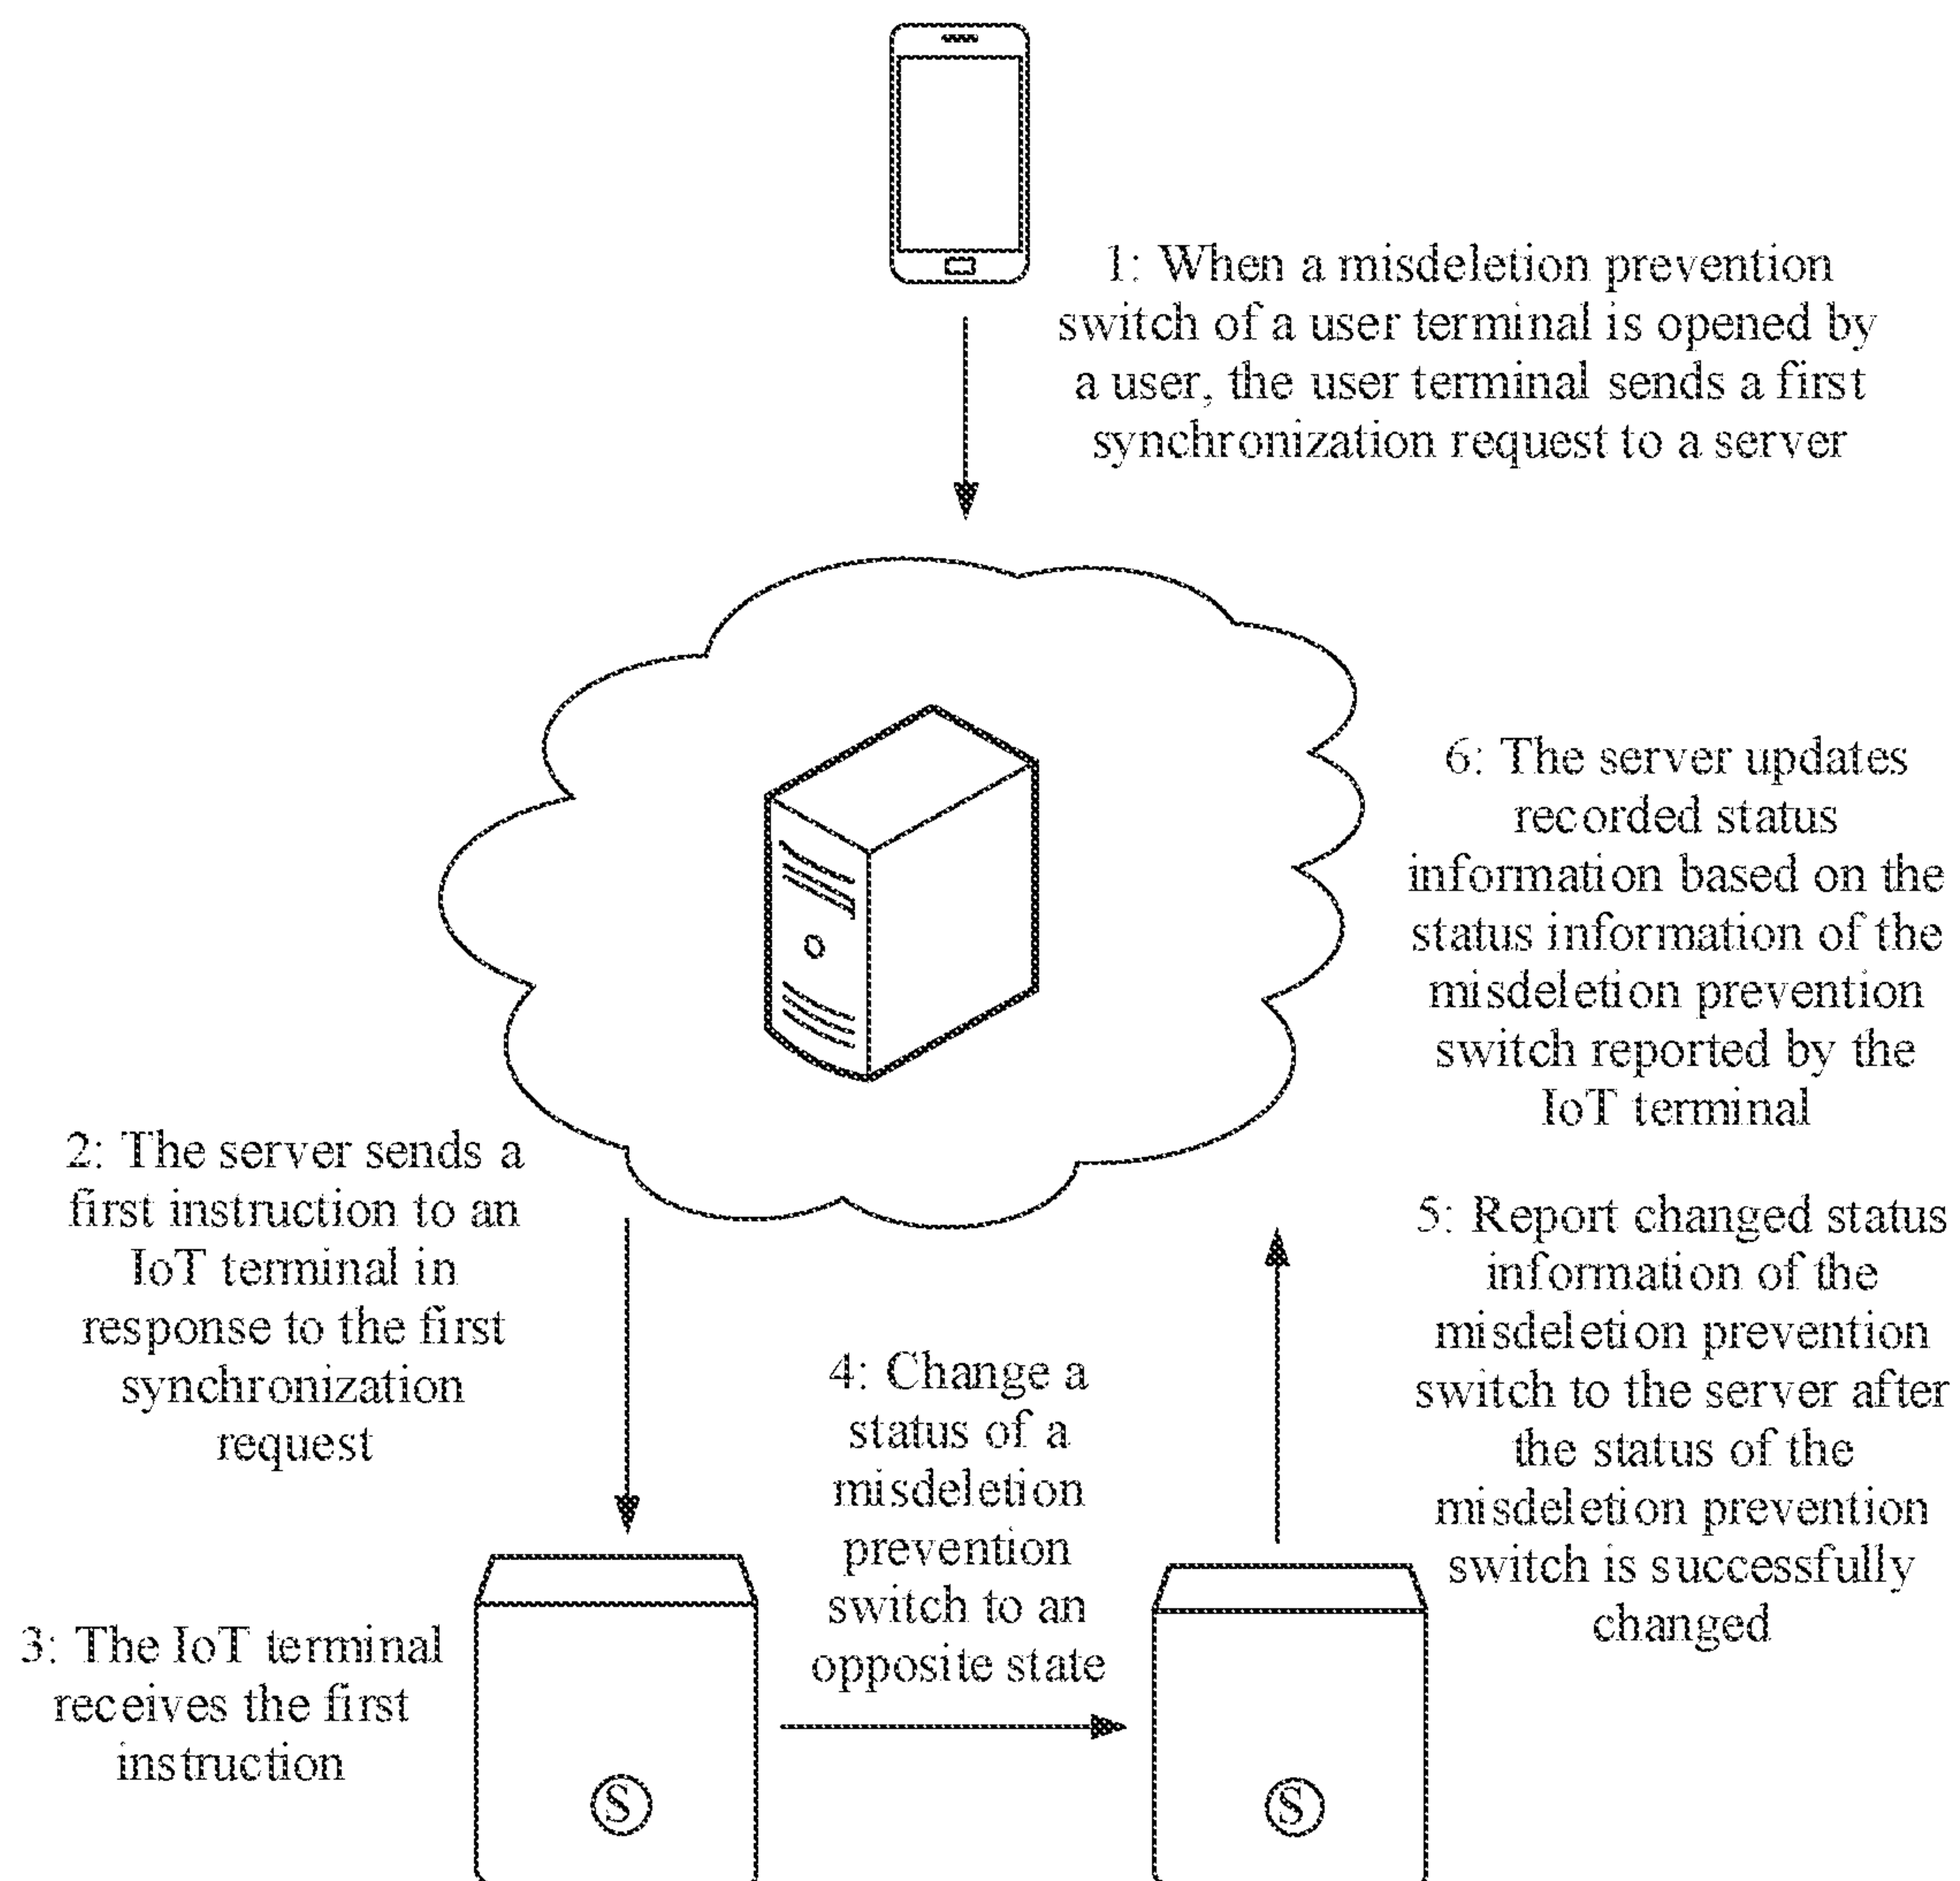 1: When a misdeletion prevention
switch of a user terminal is opened by
a user, the user terminal sends a first
synchronization request to a server
2: The server sends a
first instruction to an
IoT terminal in
response to the first
synchronization
request
3: The IoT terminal
receives the first
instruction
4: Change a
status of a
misdeletion
prevention
switch to an
opposite state
5: Report changed status
information of the
misdeletion prevention
switch to the server after
the status of the
misdeletion prevention
switch is successfully
changed
6: The server updates
recorded status
information based on the
status information of the
misdeletion prevention
switch reported by the
IoT terminal
S
S